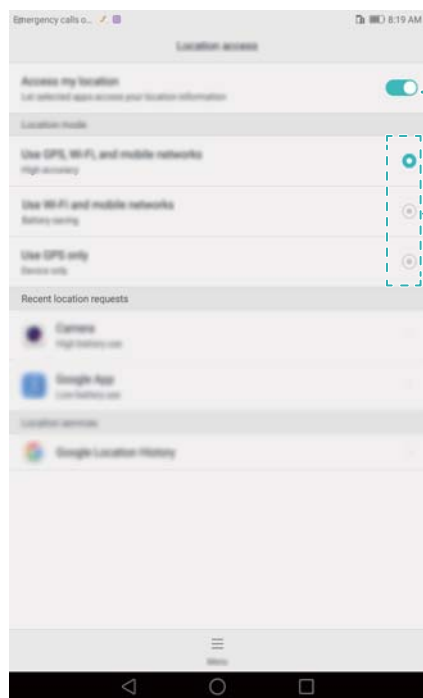 Emergency calls o... 8:19 AM
Location access
Access my location
Let selected apps access your location information
Location mode
Use GPS, Wi-Fi, and mobile networks
High accuracy
Use Wi-Fi and mobile networks
Battery saving
Use GPS only
Device only
Recent location requests
Camera
High battery use
Google App
Low battery use
Location services
Google Location History
Menu